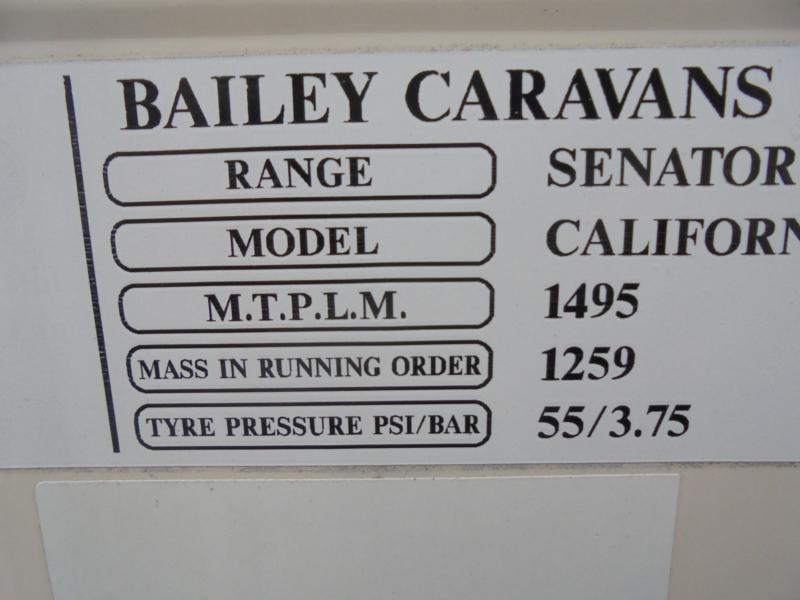 BAILEY CARAVANS
RANGE SENATOR
MODEL CALIFORN
M.T.P.L.M. 1495
MASS IN RUNNING ORDER 1259
TYRE PRESSURE PSI/BAR 55/3.75